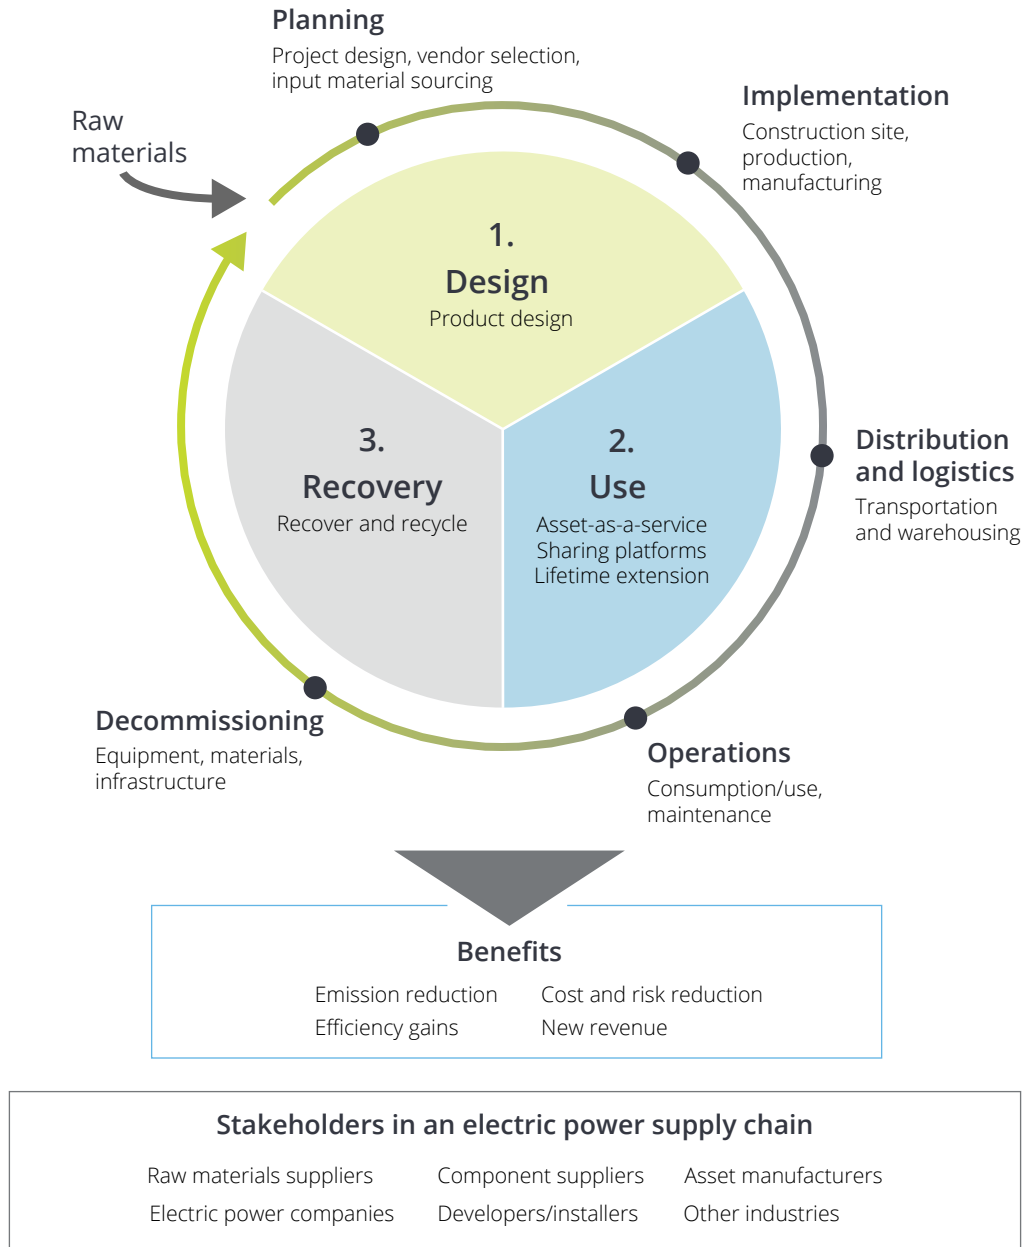 Planning
Project design, vendor selection,
input material sourcing
Raw
materials
Implementation
Construction site,
production,
manufacturing
1.
Design
Product design
3.
Recovery
Recover and recycle
2.
Use
Asset-as-a-service
Sharing platforms
Lifetime extension
Distribution
and logistics
Transportation
and warehousing
Decommissioning
Equipment, materials,
infrastructure
Operations
Consumption/use,
maintenance
Benefits
Emission reduction
Cost and risk reduction
Efficiency gains
New revenue
Stakeholders in an electric power supply chain
Raw materials suppliers
Component suppliers
Asset manufacturers
Electric power companies
Developers/installers
Other industries